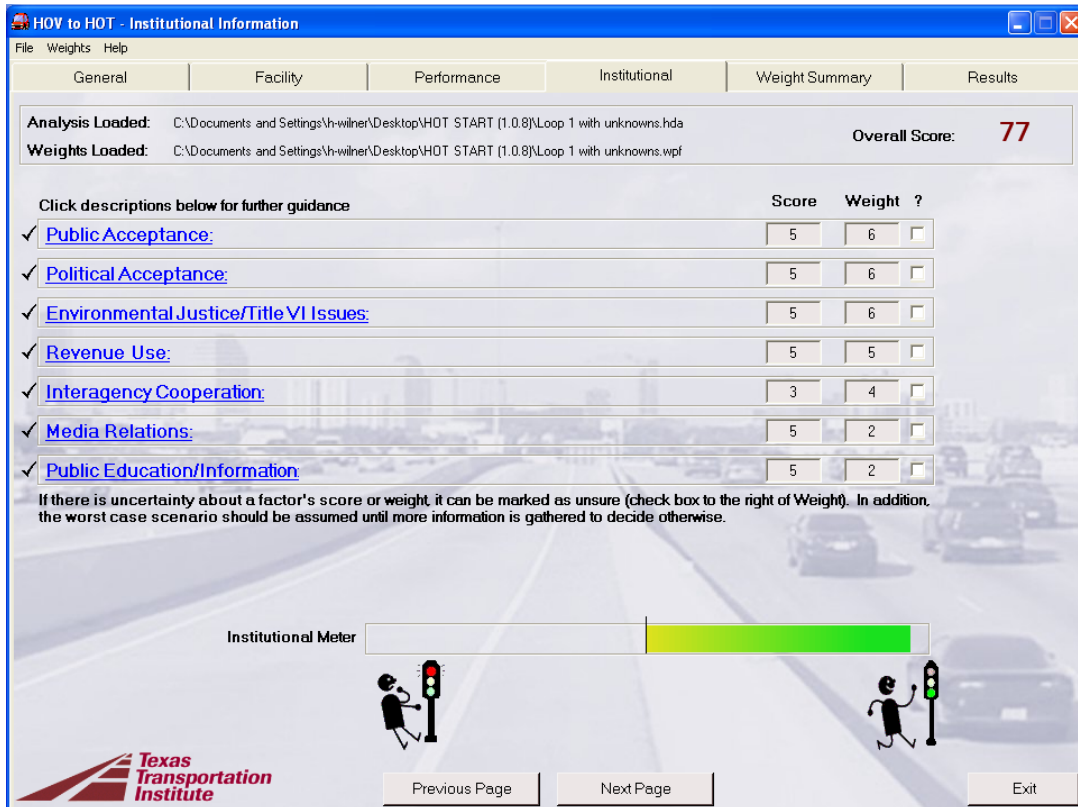 HOV to HOT - Institutional Information
File Weights Help
General Facility Performance Institutional Weight Summary Results
Analysis Loaded: C:\Documents and Settings\h-wilner\Desktop\HOT START (1.0.8)\Loop 1 with unknowns.hda
Overall Score: 77
Weights Loaded: C:\Documents and Settings\h-wilner\Desktop\HOT START (1.0.8)\Loop 1 with unknowns.wpf
Click descriptions below for further guidance Score Weight ?
Public Acceptance: 5 6
Political Acceptance: 5 6
Environmental Justice/Title VI Issues: 5 6
Revenue Use: 5 5
Interagency Cooperation: 3 4
Media Relations: 5 2
Public Education/Information: 5 2
If there is uncertainty about a factor's score or weight, it can be marked as unsure (check box to the right of Weight). In addition,
the worst case scenario should be assumed until more information is gathered to decide otherwise.
Institutional Meter
Texas
Transportation
Institute
Previous Page Next Page Exit